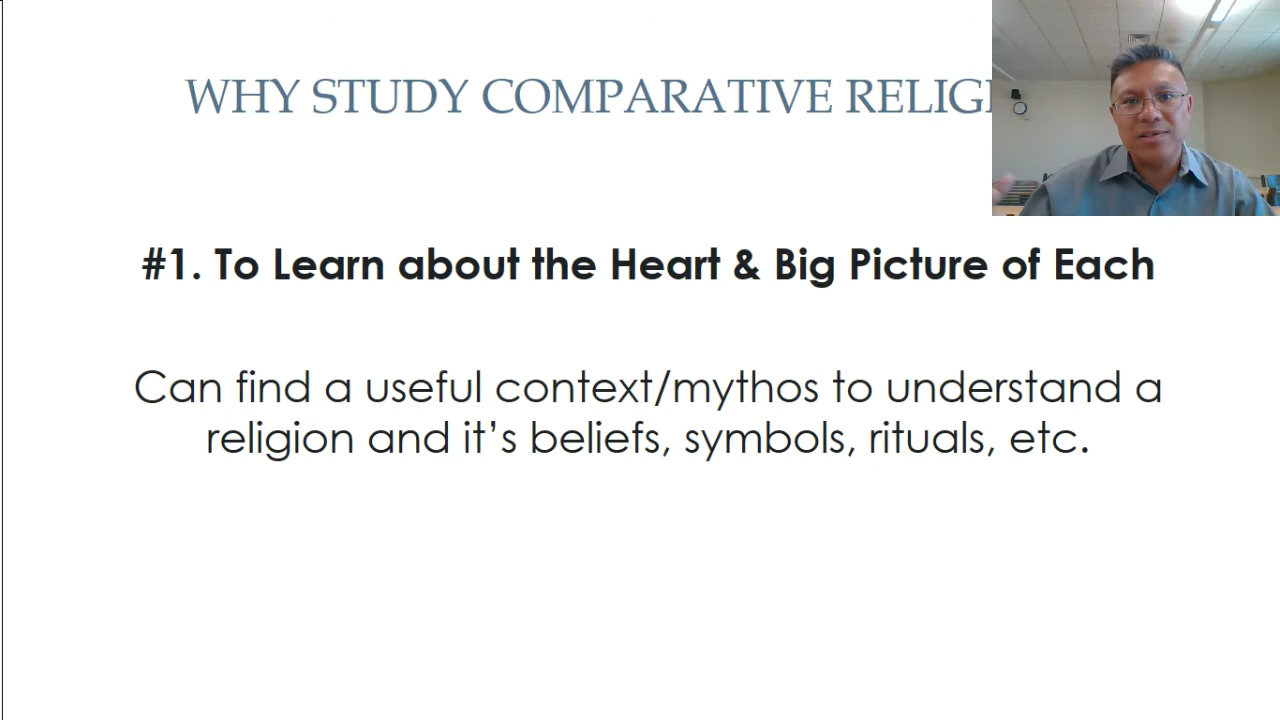 WHY STUDY COMPARATIVE
#1. To Learn about the Heart & Big Picture of Each
Can find a useful context/mythos to understand a
religion and it’s beliefs, symbols, rituals, etc.